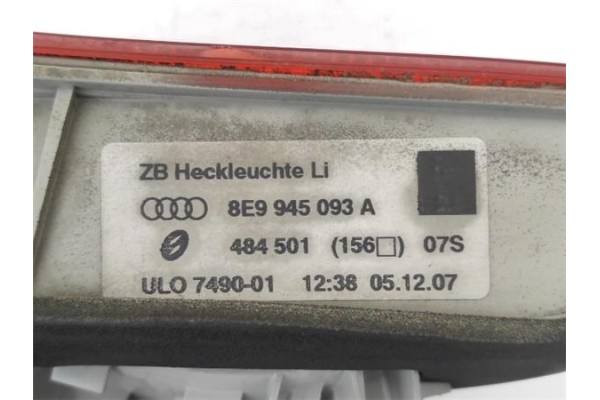 ZB Heckleuchte Li
8E9 945 093 A
484 501 (156□) 07S
ULO 7490-01 12:38 05.12.07